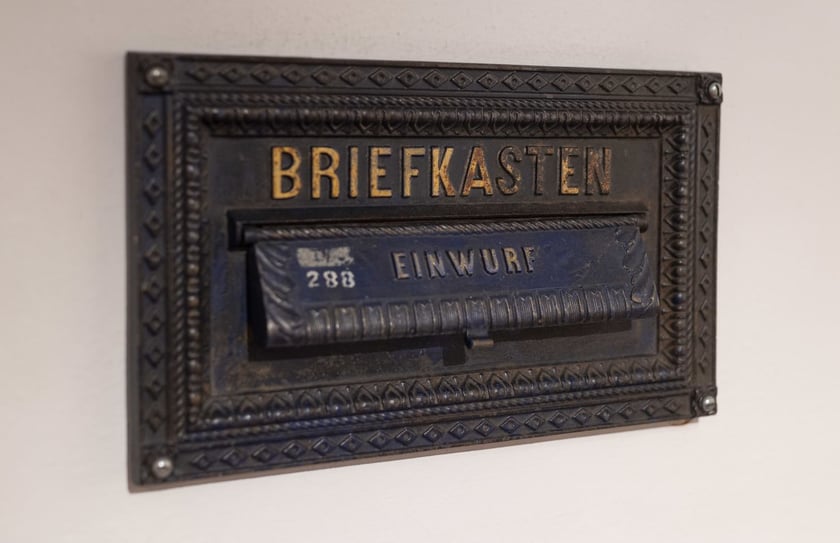 BRIEFKASTEN
EINWURF
288